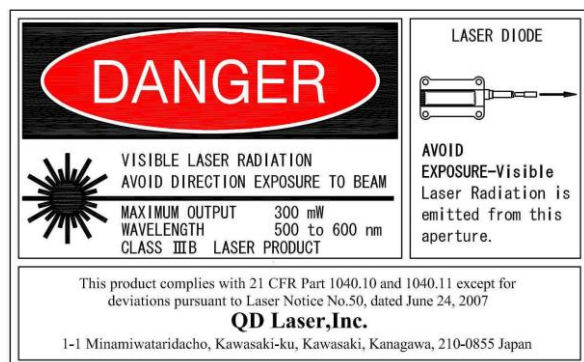 DANGER
VISIBLE LASER RADIATION
AVOID DIRECTION EXPOSURE TO BEAM
MAXIMUM OUTPUT 300 mW
WAVELENGTH 500 to 600 nm
CLASS ⅢB LASER PRODUCT
LASER DIODE
AVOID
EXPOSURE-Visible
Laser Radiation is
emitted from this
aperture.
This product complies with 21 CFR Part 1040.10 and 1040.11 except for
deviations pursuant to Laser Notice No.50, dated June 24, 2007
QD Laser,Inc.
1-1 Minamiwataridacho, Kawasaki-ku, Kawasaki, Kanagawa, 210-0855 Japan